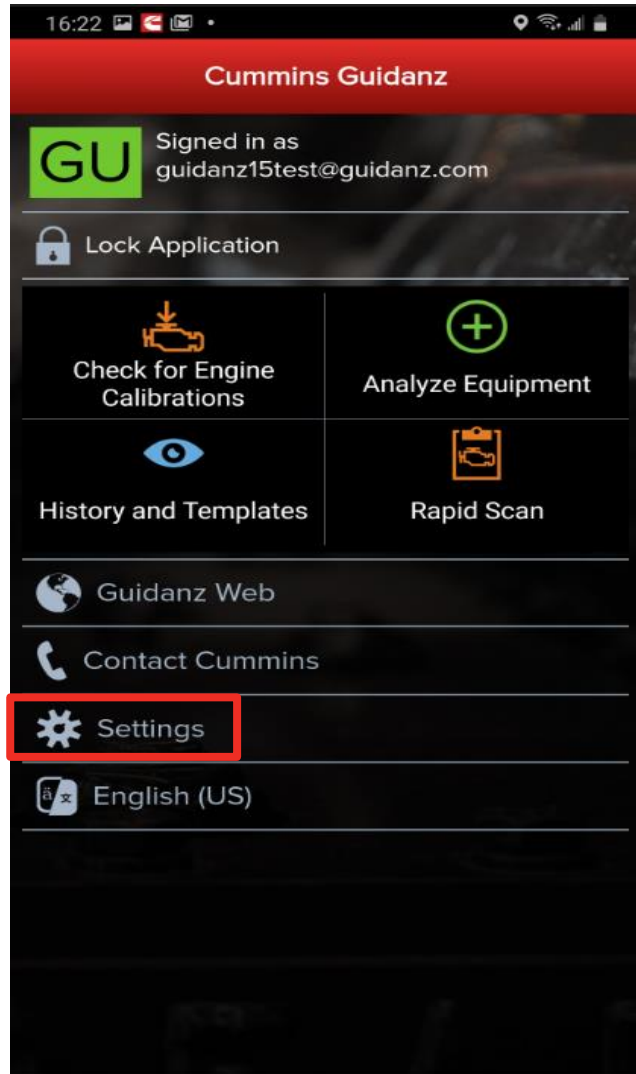 16:22
Cummins Guidanz
GU
Signed in as
guidanz15test@guidanz.com
Lock Application
Check for Engine
Calibrations
Analyze Equipment
History and Templates
Rapid Scan
Guidanz Web
Contact Cummins
Settings
ä 文
English (US)